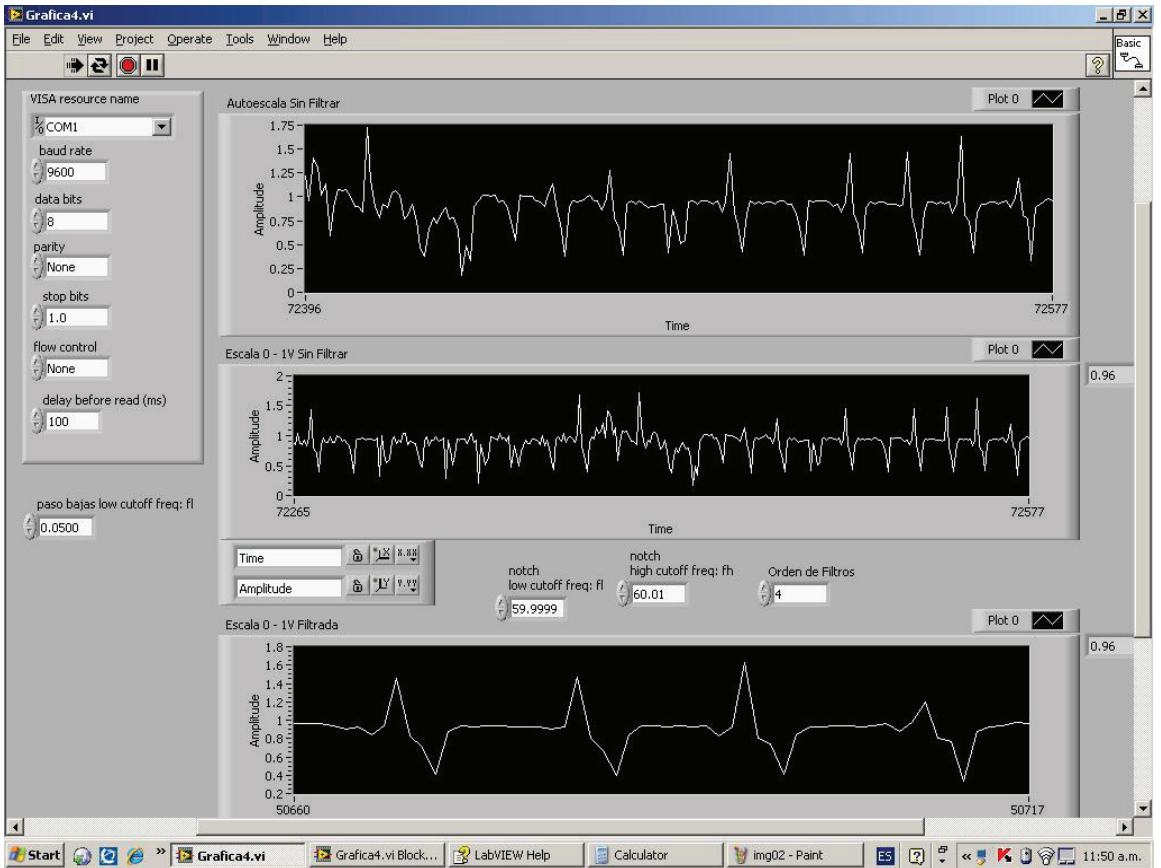 Grafica4.vi
File Edit View Project Operate Tools Window Help
Basic
VISA resource name
COM1
baud rate
9600
data bits
8
parity
None
stop bits
1.0
flow control
None
delay before read (ms)
100
paso bajas low cutoff freq: fl
0.0500
Autoescala Sin Filtrar
Plot 0
1.75
1.5
1.25
1
0.75
0.5
0.25
0
Amplitude
72396
72577
Time
Escala 0 - 1V Sin Filtrar
Plot 0
0.96
2
1.5
1
0.5
0
Amplitude
72265
72577
Time
Time
Amplitude
notch
low cutoff freq: fl
59.9999
notch
high cutoff freq: fh
60.01
Orden de Filtros
4
Escala 0 - 1V Filtrada
Plot 0
0.96
1.8
1.6
1.4
1.2
1
0.8
0.6
0.4
0.2
Amplitude
50660
50717
Start
Grafica4.vi
Grafica4.vi Block...
LabVIEW Help
Calculator
img02 - Paint
ES
11:50 a.m.